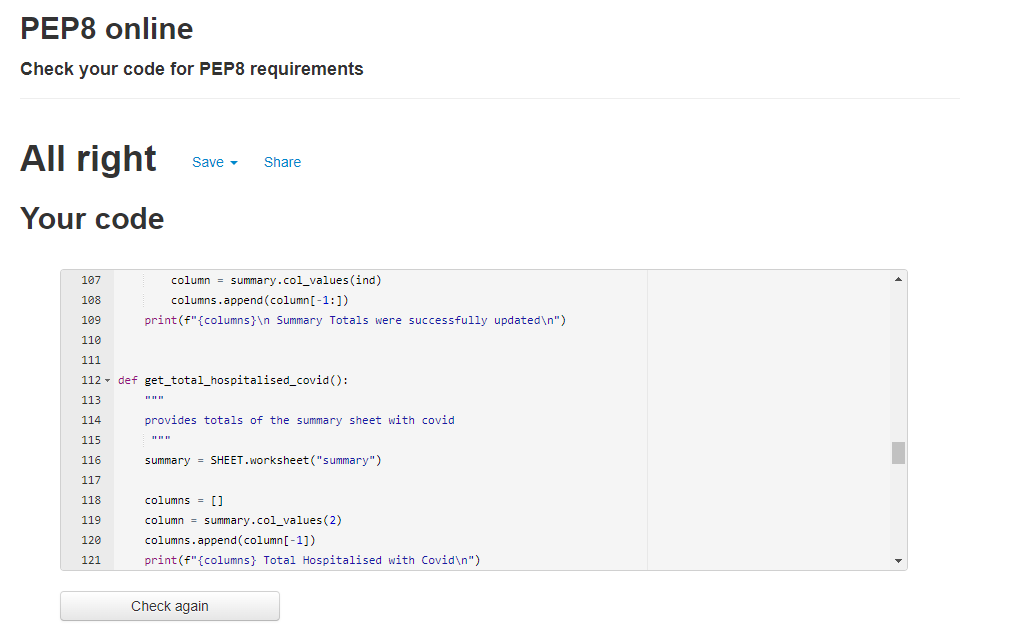 PEP8 online
Check your code for PEP8 requirements
All right Save Share
Your code
107         column = summary.col_values(ind)
108         columns.append(column[-1:])
109     print(f"{columns}\n Summary Totals were successfully updated\n")
110
111
112 def get_total_hospitalised_covid():
113     """
114     provides totals of the summary sheet with covid
115      """
116     summary = SHEET.worksheet("summary")
117
118     columns = []
119     column = summary.col_values(2)
120     columns.append(column[-1])
121     print(f"{columns} Total Hospitalised with Covid\n")
Check again